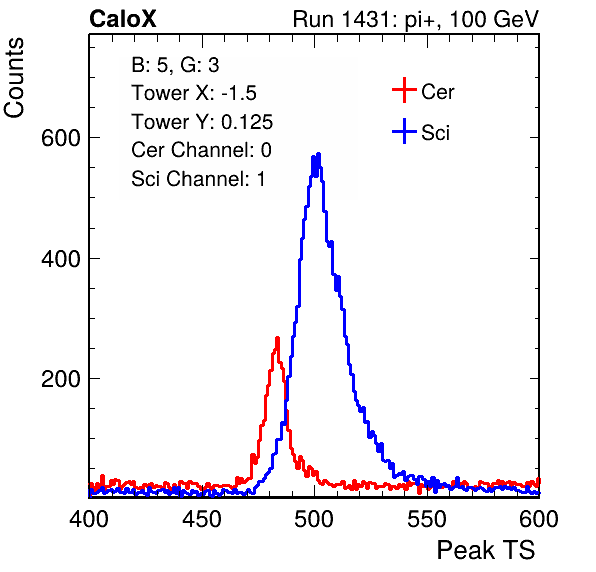 CaloX Run 1431: pi+, 100 GeV
Counts
B: 5, G: 3
Tower X: -1.5
Tower Y: 0.125
Cer Channel: 0
Sci Channel: 1
Cer
Sci
600
400
200
400 450 500 550 600
Peak TS